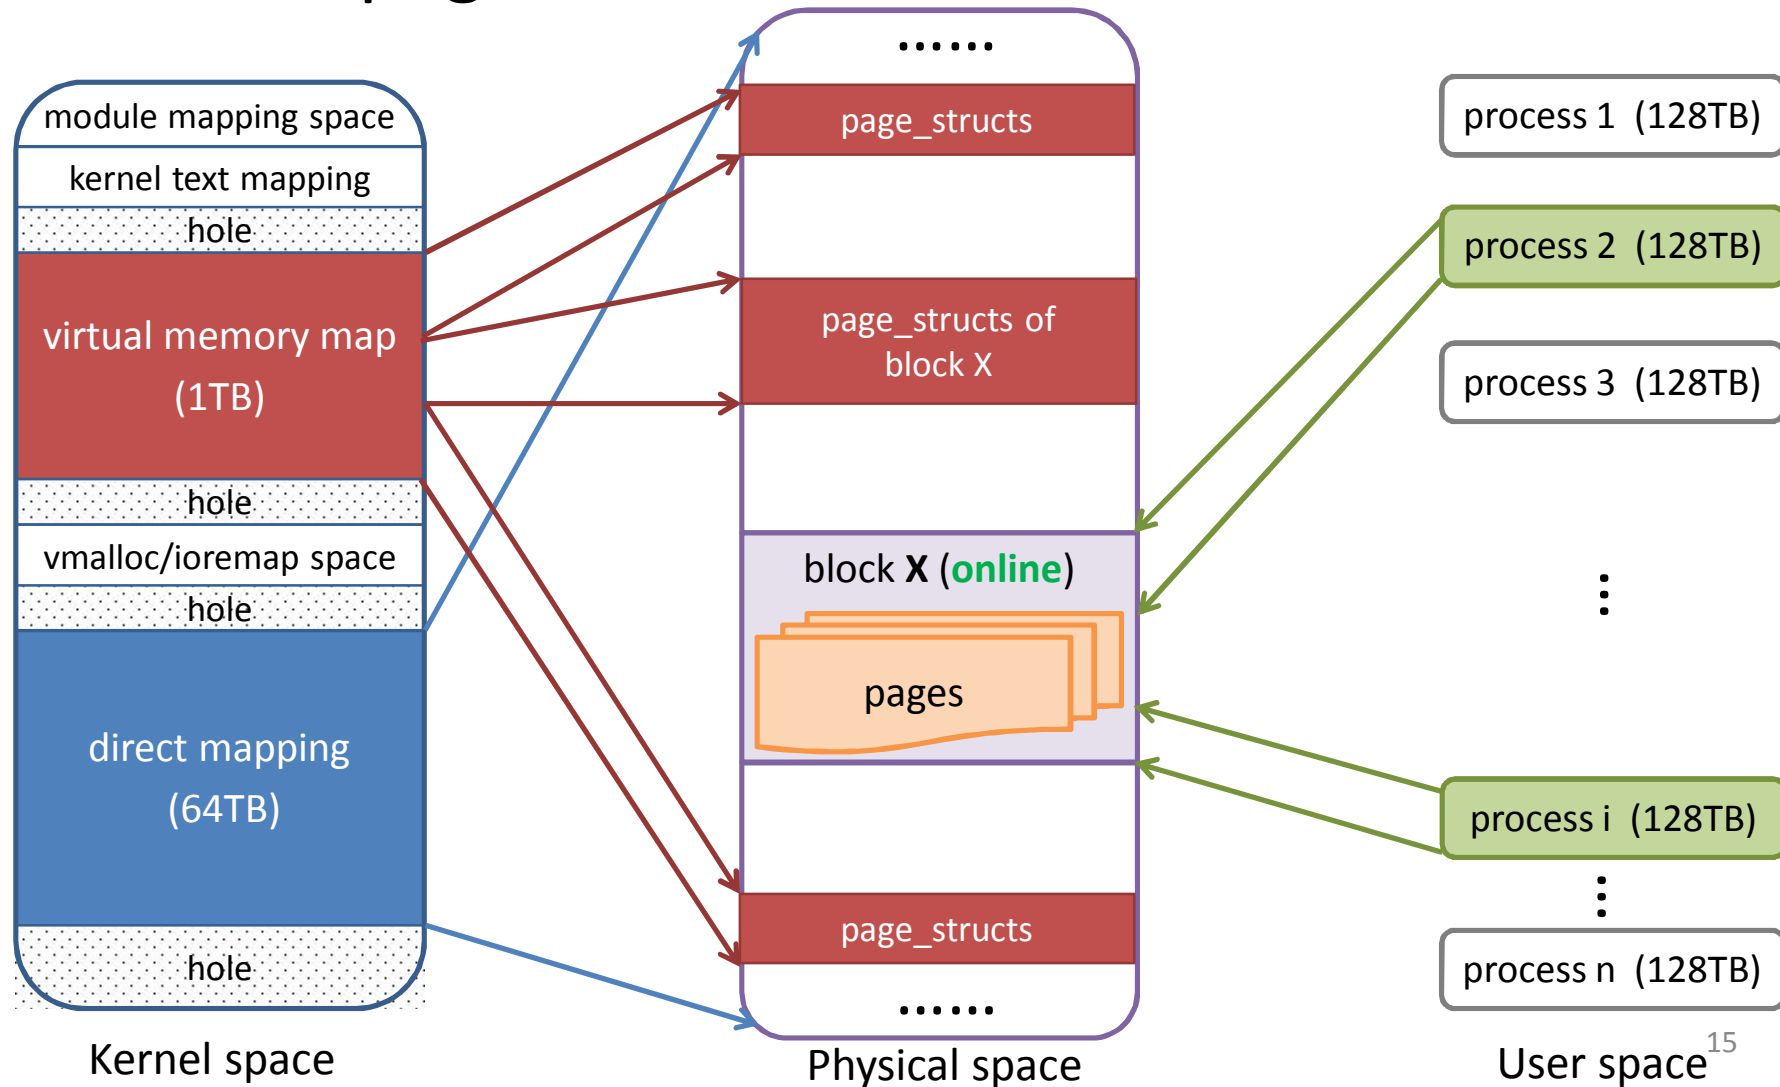 module mapping space
kernel text mapping
hole
virtual memory map
(1TB)
hole
vmalloc/ioremap space
hole
direct mapping
(64TB)
hole
Kernel space
......
page_structs
page_structs of
block X
block X (online)
pages
page_structs
......
Physical space
process 1 (128TB)
process 2 (128TB)
process 3 (128TB)
...
process i (128TB)
...
process n (128TB)
User space
15